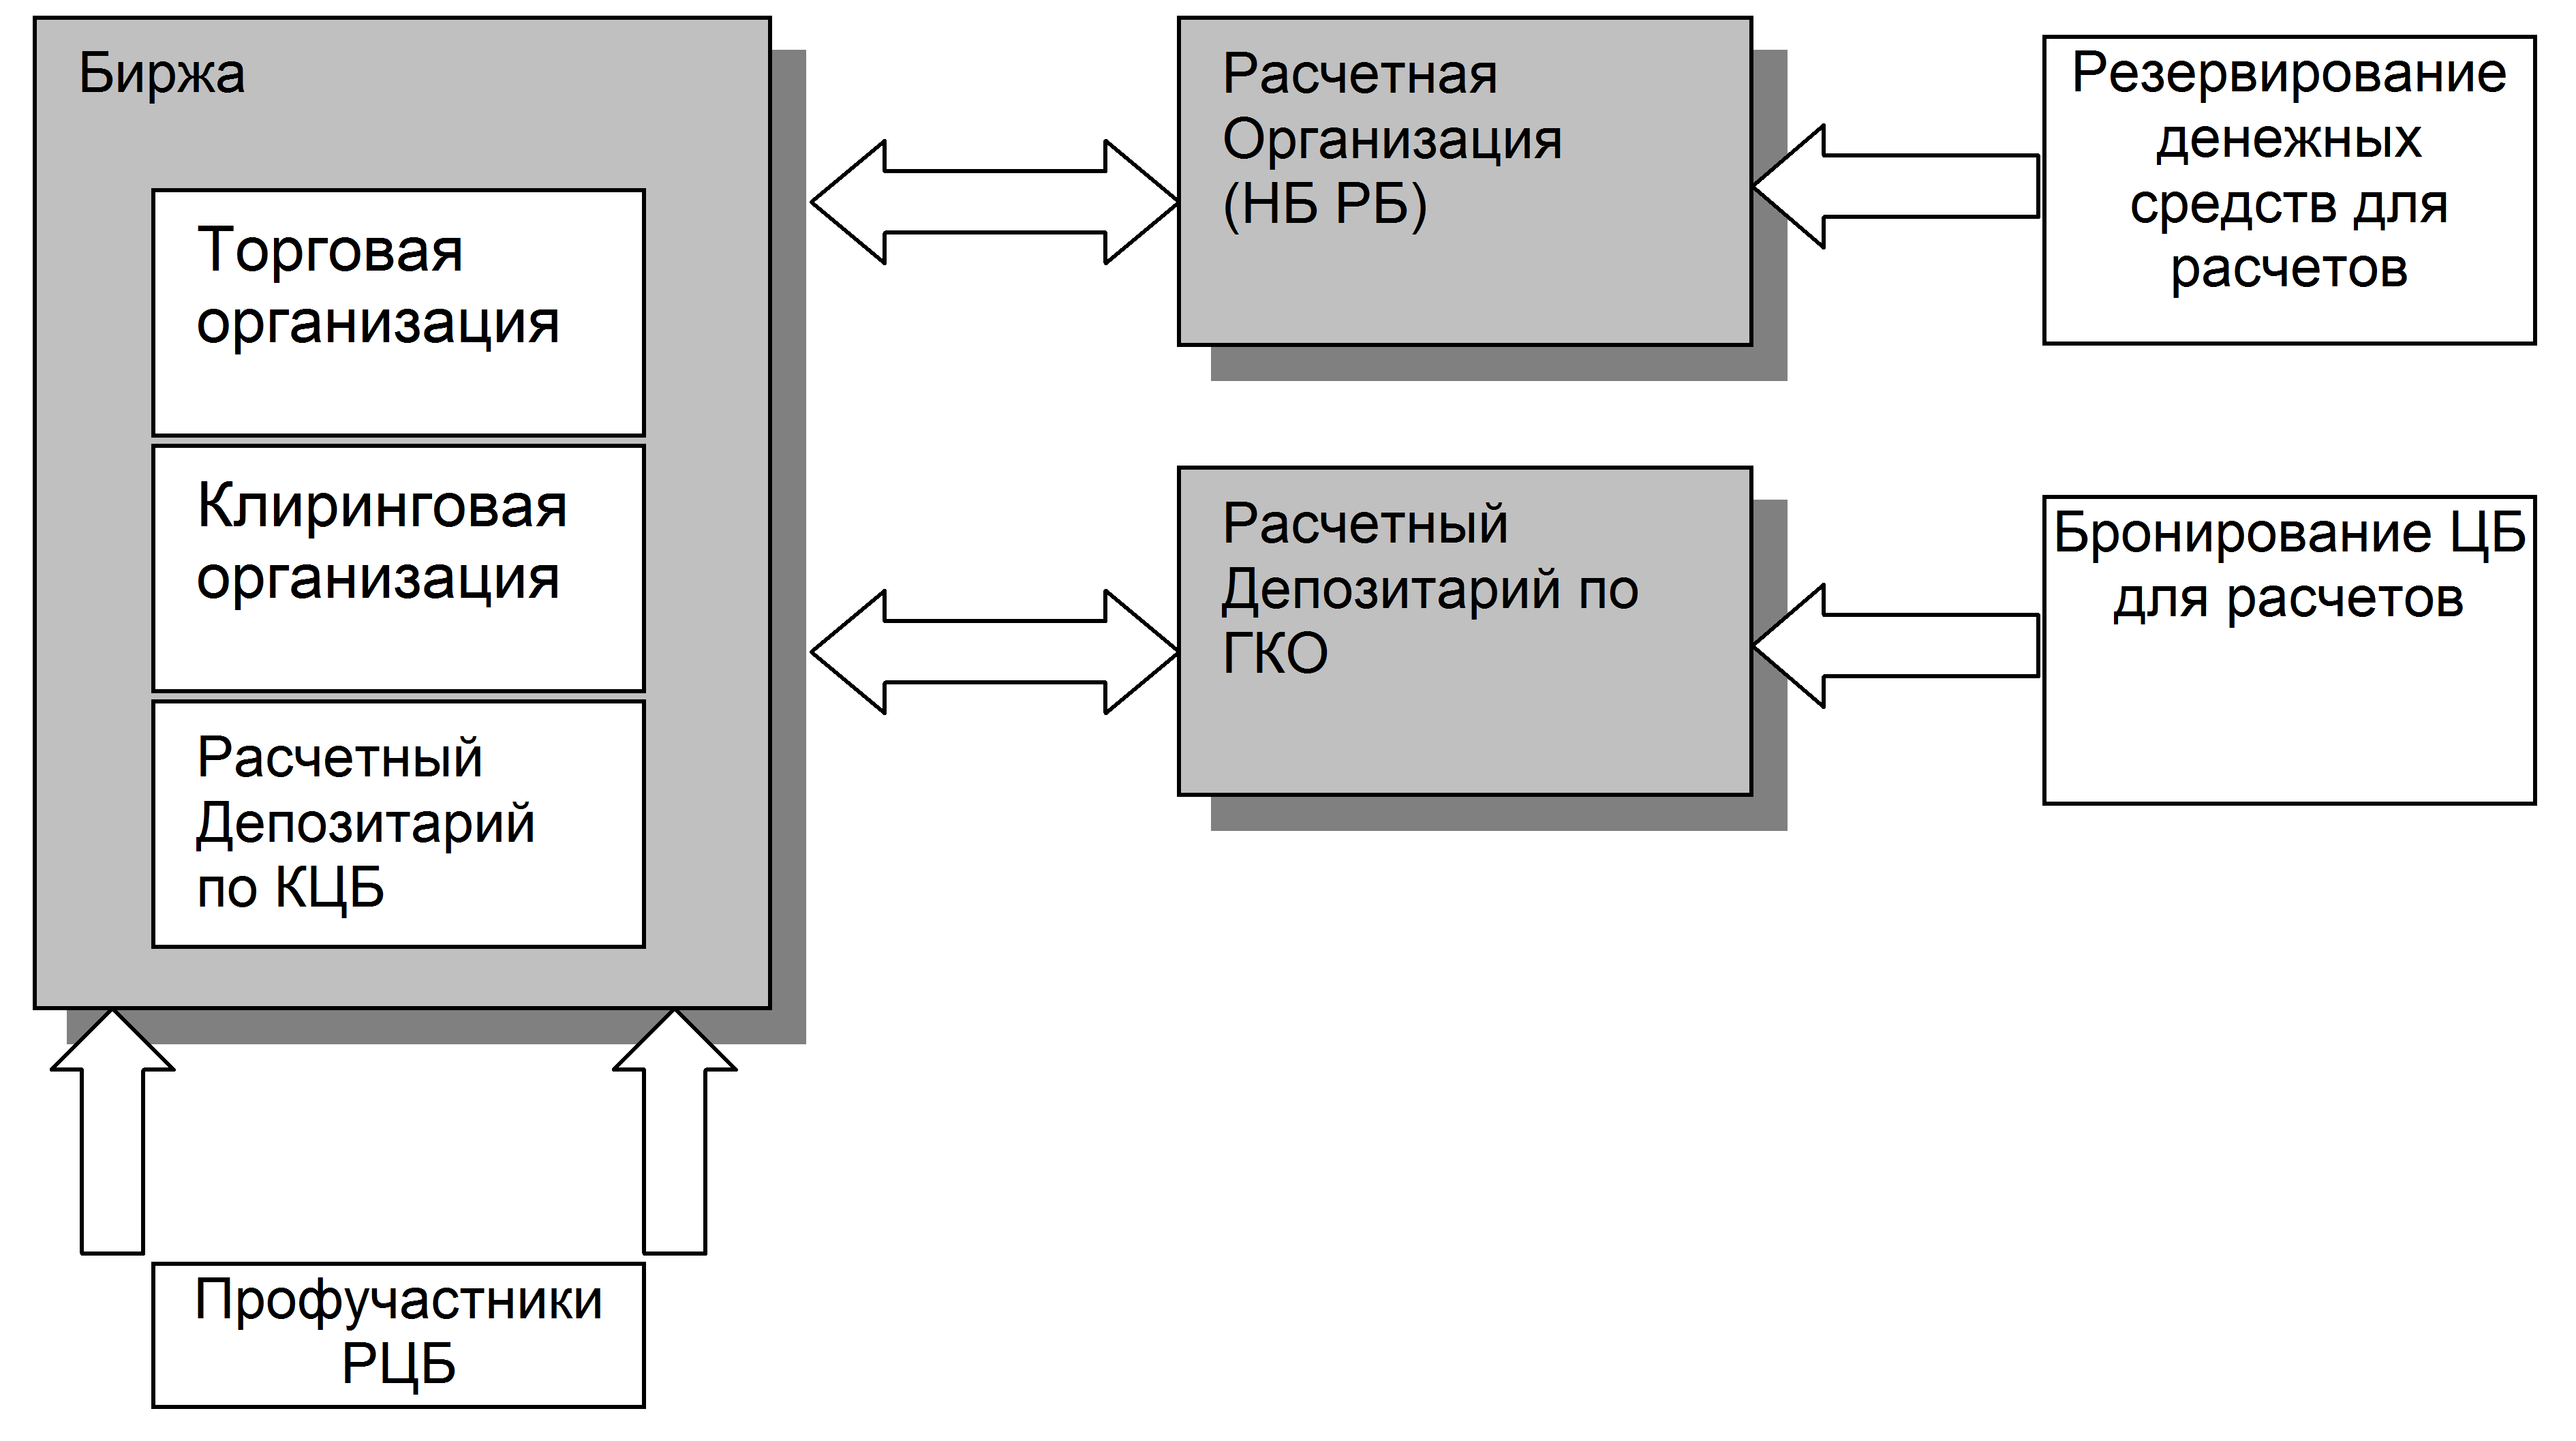 Биржа
Торговая
организация
Клиринговая
организация
Расчетный
Депозитарий
по КЦБ
Профучастники
РЦБ
Расчетная
Организация
(НБ РБ)
Расчетный
Депозитарий по
ГКО
Резервирование
денежных
средств для
расчетов
Бронирование ЦБ
для расчетов